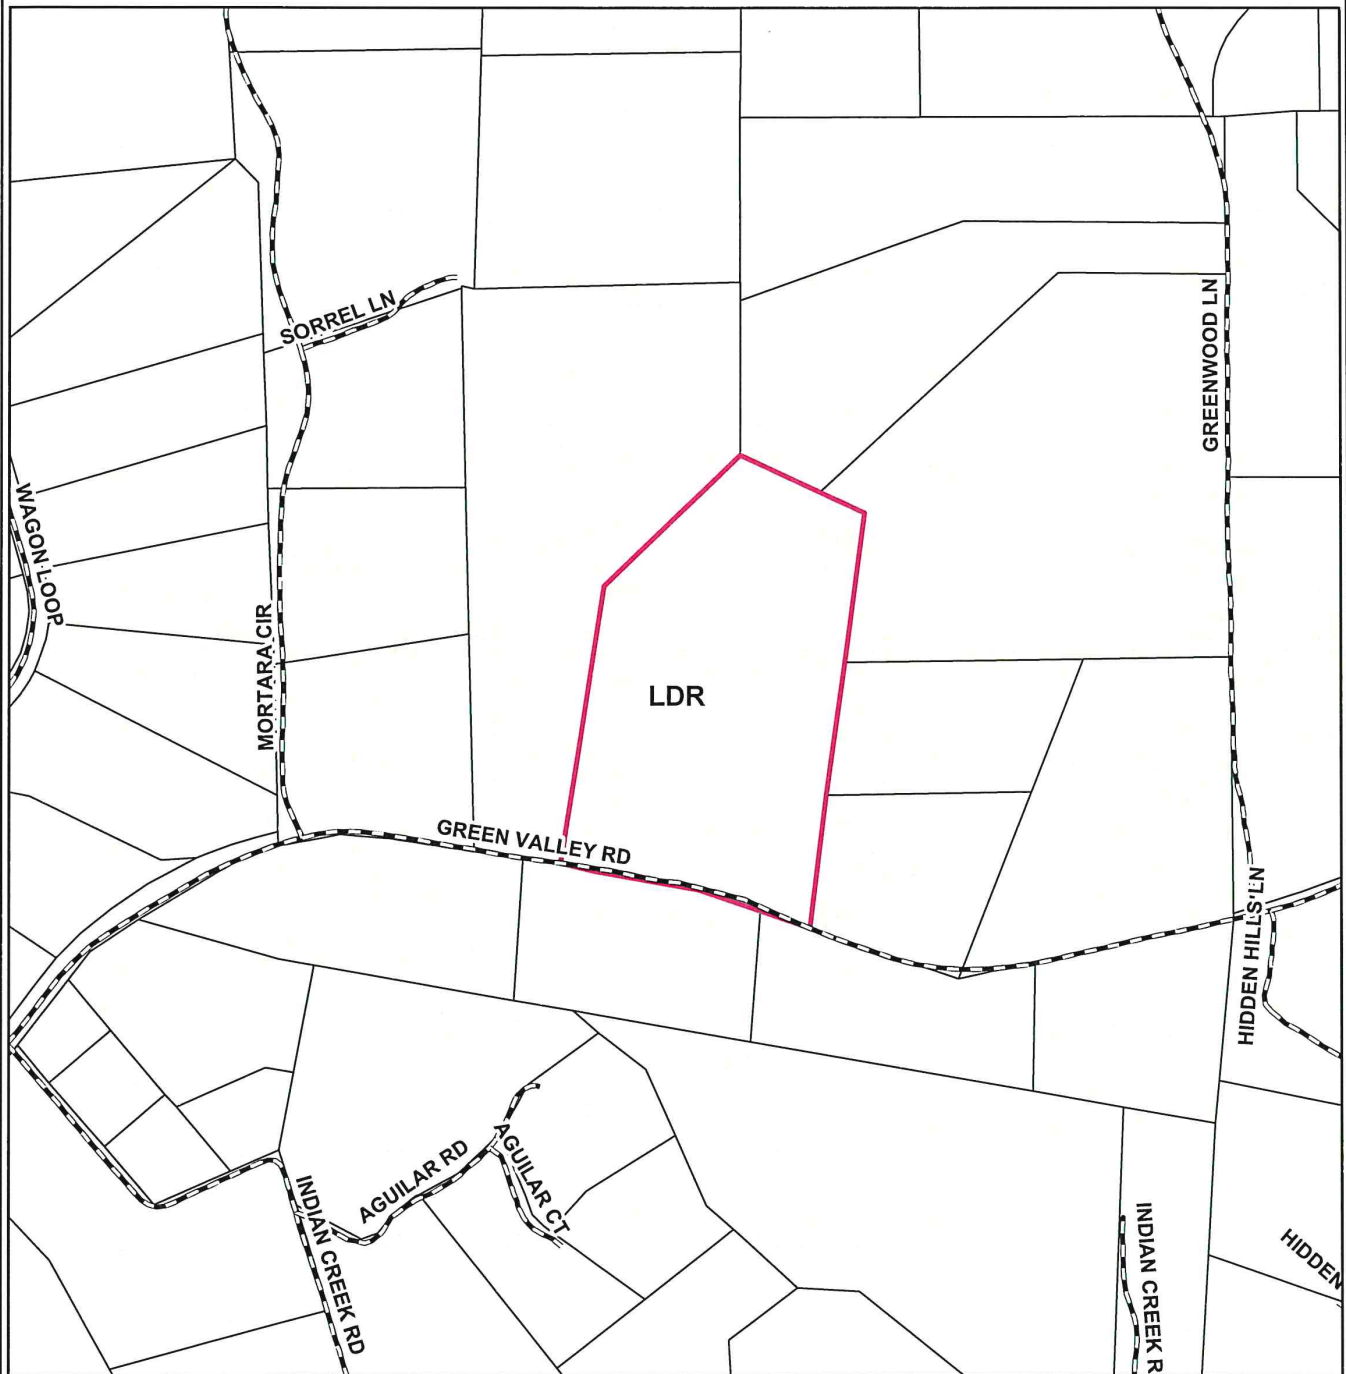 SORREL LN
GREENWOOD LN
WAGON LOOP
MORTARA CIR
LDR
GREEN VALLEY RD
HIDDEN HILLS LN
AGUILAR RD
AGUILAR CT
INDIAN CREEK RD
INDIAN CREEK R
HIDDEN